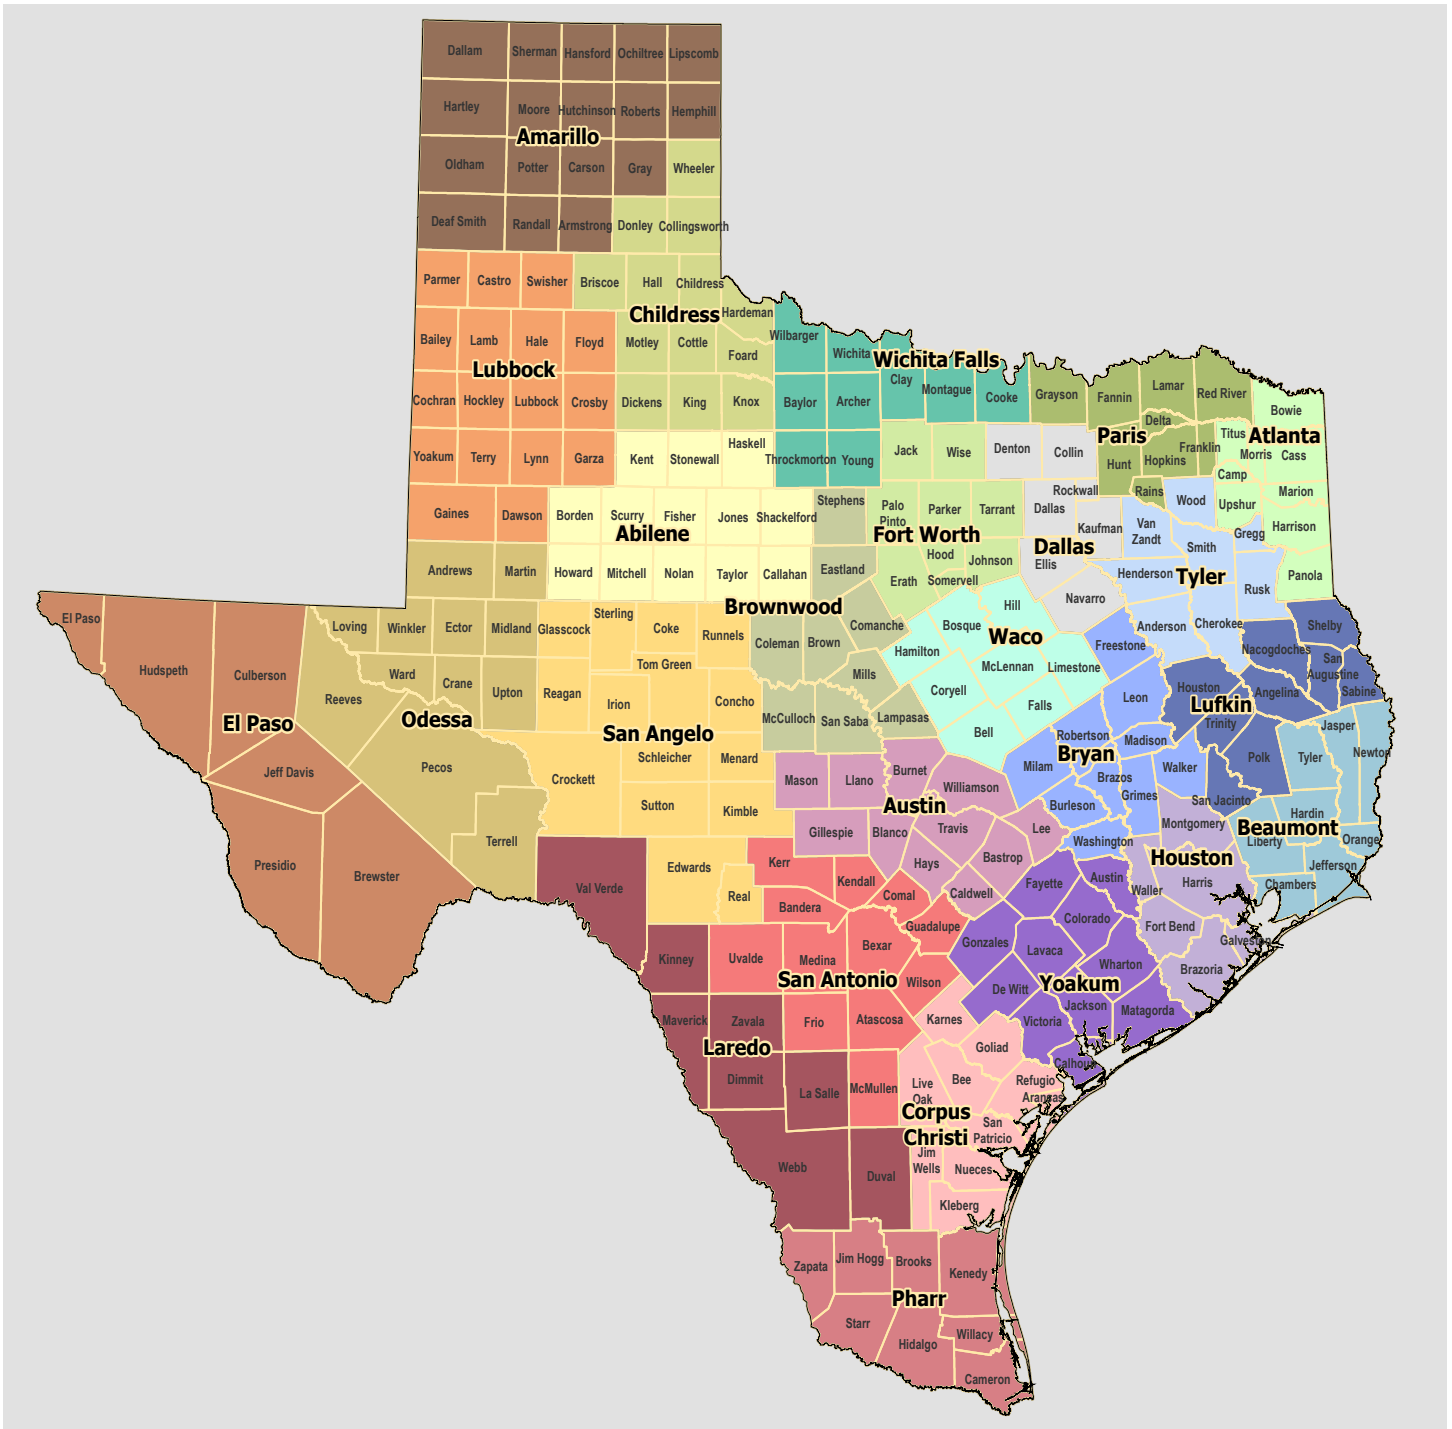 Dallam
Sherman
Hansford
Ochiltree
Lipscomb
Hartley
Moore
Hutchinson
Roberts
Hemphill
Amarillo
Oldham
Potter
Carson
Gray
Wheeler
Deaf Smith
Randall
Armstrong
Donley
Collingsworth
Parmer
Castro
Swisher
Briscoe
Hall
Childress
Childress
Hardeman
Bailey
Lamb
Hale
Floyd
Motley
Cottle
Foard
Wilbarger
Wichita
Wichita Falls
Clay
Montague
Cooke
Grayson
Fannin
Lamar
Red River
Bowie
Lubbock
Cochran
Hockley
Lubbock
Crosby
Dickens
King
Knox
Baylor
Archer
Delta
Paris
Titus
Atlanta
Morris
Cass
Franklin
Yoakum
Terry
Lynn
Garza
Kent
Stonewall
Haskell
Throckmorton
Young
Jack
Wise
Denton
Collin
Hunt
Hopkins
Camp
Rains
Wood
Upshur
Marion
Gaines
Dawson
Borden
Scurry
Fisher
Jones
Shackelford
Stephens
Palo
Pinto
Parker
Tarrant
Rockwall
Dallas
Kaufman
Van
Zandt
Smith
Gregg
Harrison
Abilene
Fort Worth
Dallas
Andrews
Martin
Howard
Mitchell
Nolan
Taylor
Callahan
Eastland
Erath
Hood
Somervell
Johnson
Ellis
Navarro
Henderson
Tyler
Rusk
Panola
El Paso
Hudspeth
Culberson
Loving
Winkler
Ector
Midland
Glasscock
Sterling
Coke
Runnels
Brownwood
Coleman
Brown
Comanche
Bosque
Hill
Waco
Hamilton
McLennan
Limestone
Freestone
Anderson
Cherokee
Nacogdoches
Shelby
San
Augustine
Sabine
Reeves
Ward
Crane
Upton
Reagan
Tom Green
Irion
Concho
Mills
Coryell
Falls
Leon
Houston
Angelina
Lufkin
El Paso
Odessa
San Angelo
McCulloch
San Saba
Lampasas
Bell
Robertson
Madison
Trinity
Jasper
Newton
Jeff Davis
Pecos
Crockett
Schleicher
Menard
Mason
Llano
Burnet
Williamson
Milam
Bryan
Brazos
Walker
Polk
Tyler
Sutton
Kimble
Austin
Burleson
Grimes
San Jacinto
Hardin
Presidio
Brewster
Terrell
Val Verde
Edwards
Real
Kerr
Gillespie
Blanco
Travis
Hays
Lee
Bastrop
Washington
Montgomery
Beaumont
Liberty
Orange
Jefferson
Chambers
Houston
Harris
Waller
Kendall
Bandera
Comal
Caldwell
Fayette
Austin
Guadalupe
Gonzales
Colorado
Fort Bend
Galveston
Kinney
Uvalde
Medina
Bexar
San Antonio
Wilson
Lavaca
Wharton
Brazoria
De Witt
Yoakum
Maverick
Zavala
Frio
Atascosa
Karnes
Victoria
Jackson
Matagorda
Laredo
Goliad
Calhoun
Dimmit
La Salle
McMullen
Live
Oak
Bee
Refugio
Aransas
Corpus
Christi
San
Patricio
Webb
Duval
Jim
Wells
Nueces
Kleberg
Zapata
Jim Hogg
Brooks
Kenedy
Pharr
Starr
Hidalgo
Willacy
Cameron